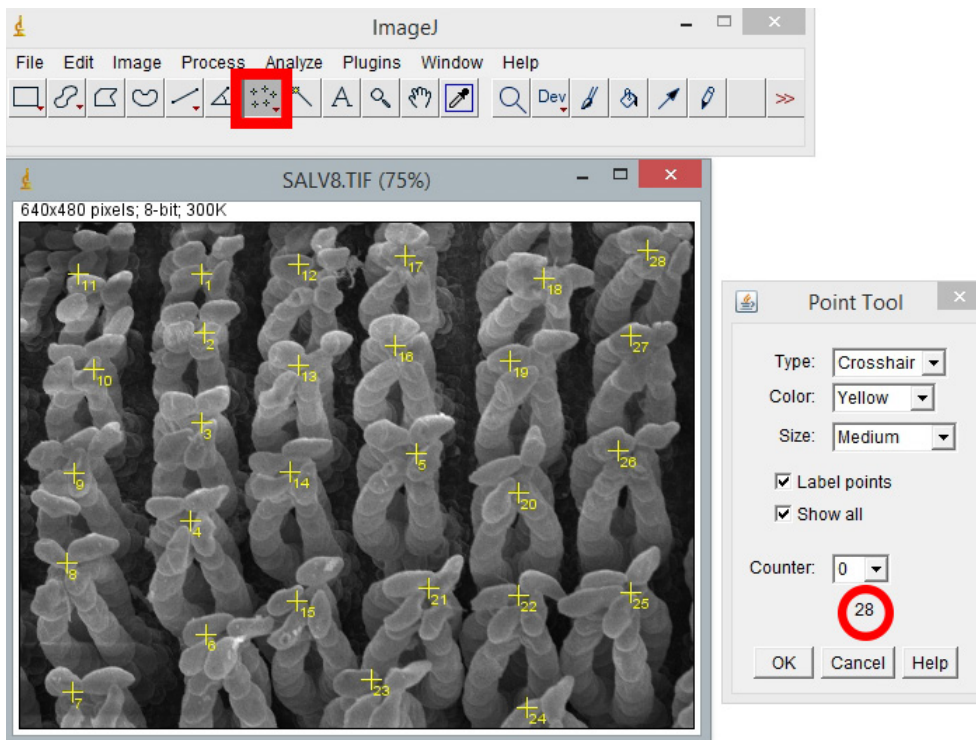 ImageJ
File Edit Image Process Analyze Plugins Window Help
A Dev >>
SALV8.TIF (75%)
640x480 pixels; 8-bit; 300K
11
1
12
17
18
28
2
10
13
16
19
27
3
9
14
5
20
26
4
8
15
21
22
25
6
7
23
24
Point Tool
Type: Crosshair
Color: Yellow
Size: Medium
Label points
Show all
Counter: 0
28
OK Cancel Help